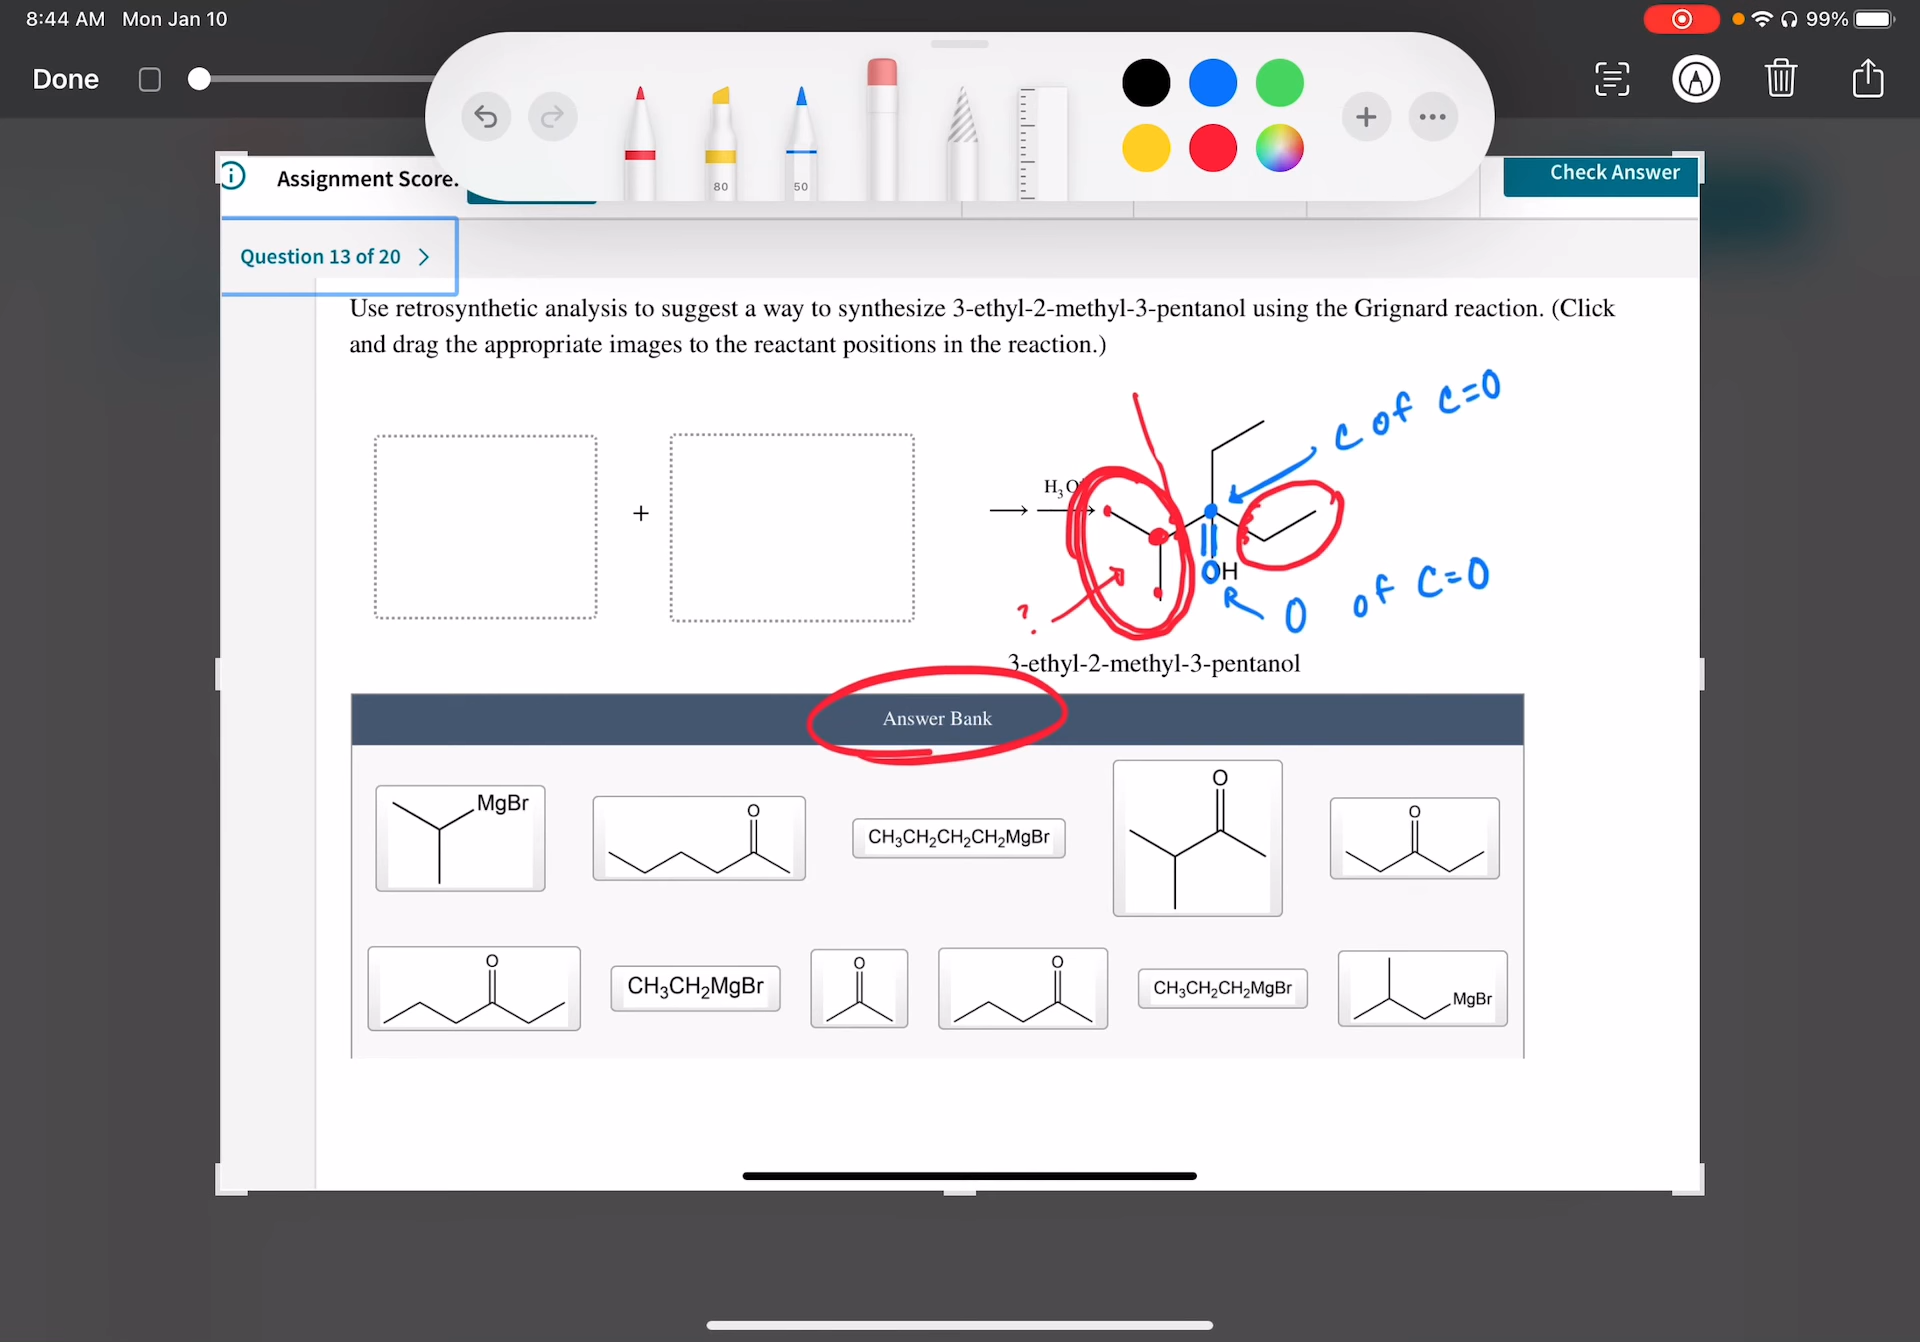 8:44 AM Mon Jan 10
99%
Done
80
50
Assignment Score.
Check Answer
Question 13 of 20
Use retrosynthetic analysis to suggest a way to synthesize 3-ethyl-2-methyl-3-pentanol using the Grignard reaction. (Click
and drag the appropriate images to the reactant positions in the reaction.)
C of C=O
+
H₃O
OH
?
O of C=O
3-ethyl-2-methyl-3-pentanol
Answer Bank
MgBr
O
CH₃CH₂CH₂CH₂MgBr
O
O
O
CH₃CH₂MgBr
O
O
CH₃CH₂CH₂MgBr
MgBr